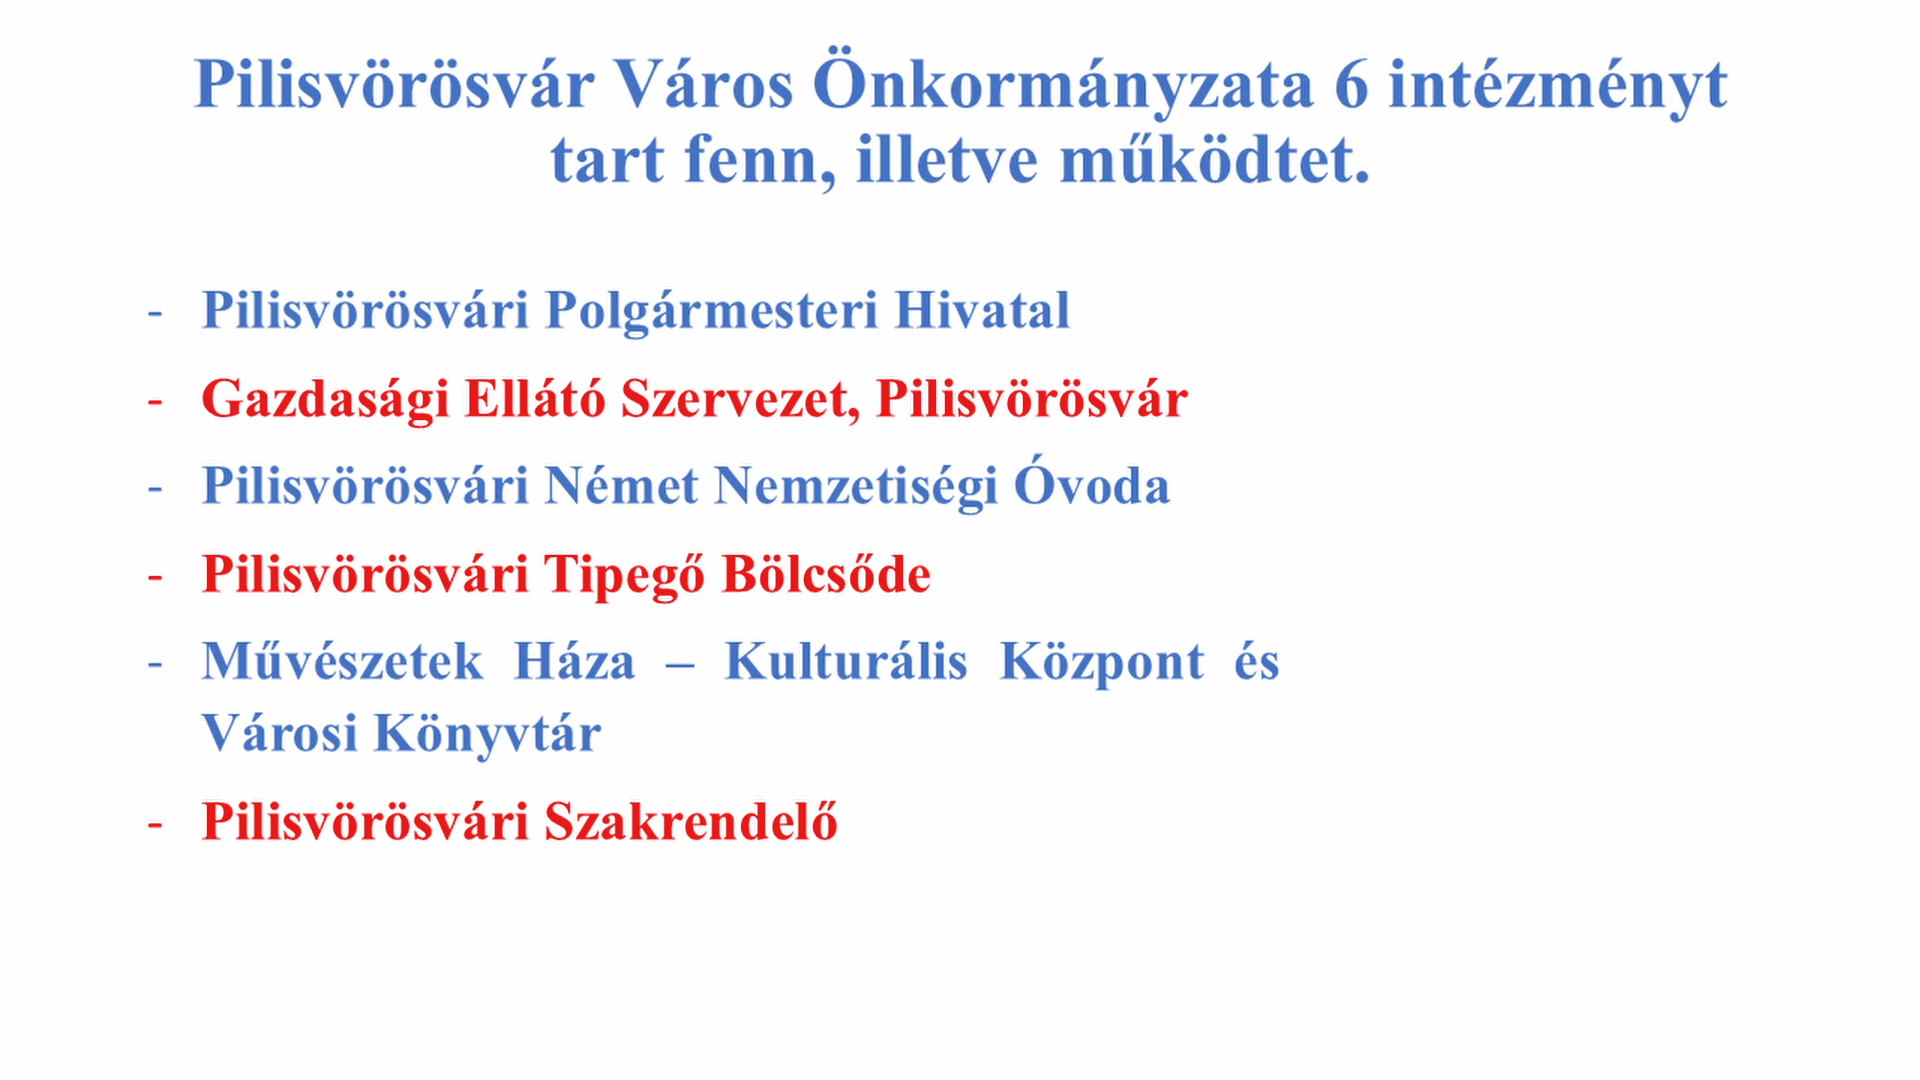 Pilisvörösvár Város Önkormányzata 6 intézményt
tart fenn, illetve működtet.
- Pilisvörösvári Polgármesteri Hivatal
- Gazdasági Ellátó Szervezet, Pilisvörösvár
- Pilisvörösvári Német Nemzetiségi Óvoda
- Pilisvörösvári Tipegő Bölcsőde
- Művészetek Háza – Kulturális Központ és
Városi Könyvtár
- Pilisvörösvári Szakrendelő